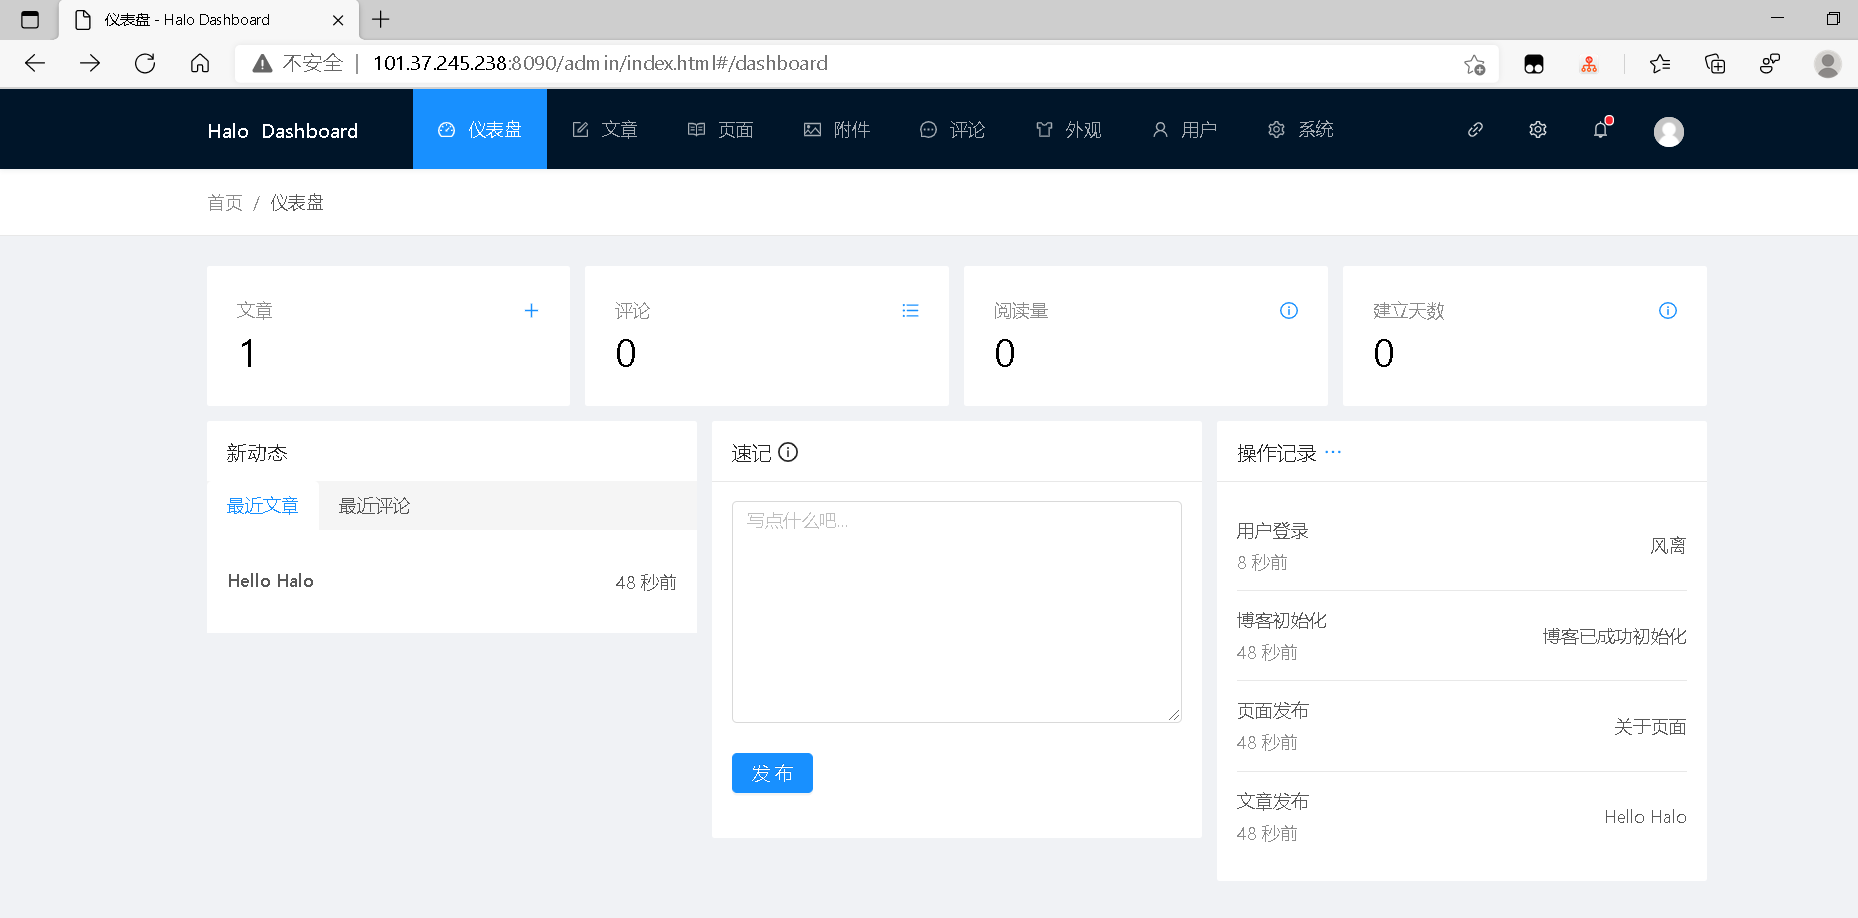 仪表盘 - Halo Dashboard
不安全 | 101.37.245.238:8090/admin/index.html#/dashboard
Halo Dashboard 仪表盘 文章 页面 附件 评论 外观 用户 系统
首页 / 仪表盘
文章
1
评论
0
阅读量
0
建立天数
0
新动态
最近文章 最近评论
Hello Halo 48 秒前
速记
写点什么吧...
发布
操作记录 ···
用户登录
8 秒前
风离
博客初始化
48 秒前
博客已成功初始化
页面发布
48 秒前
关于页面
文章发布
48 秒前
Hello Halo